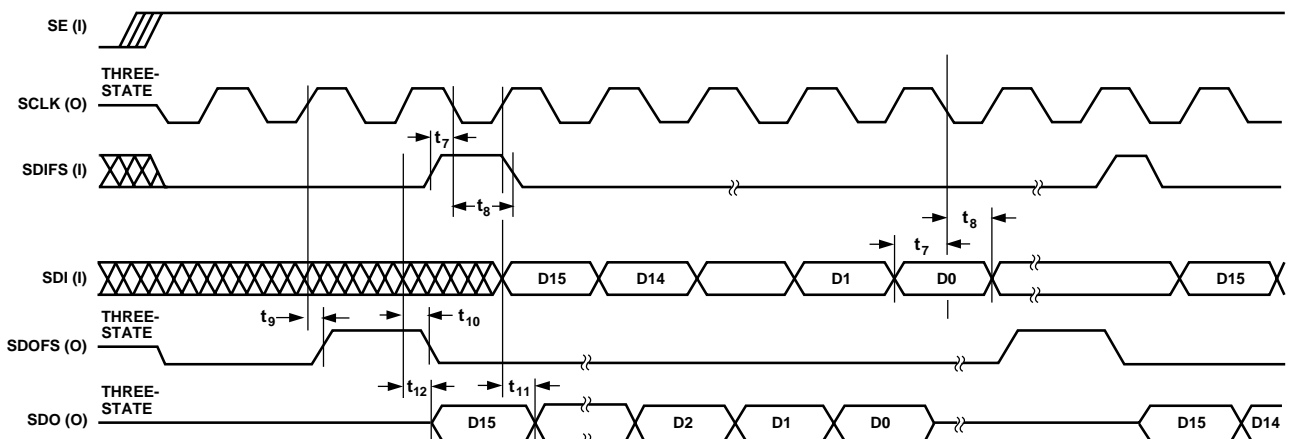 SE (I)
THREE-
STATE
SCLK (O)
t7
SDIFS (I)
t8
t8
t7
SDI (I)
D15
D14
D1
D0
D15
THREE-
STATE
t9
t10
SDOFS (O)
THREE-
STATE
t12
t11
SDO (O)
D15
D2
D1
D0
D15
D14